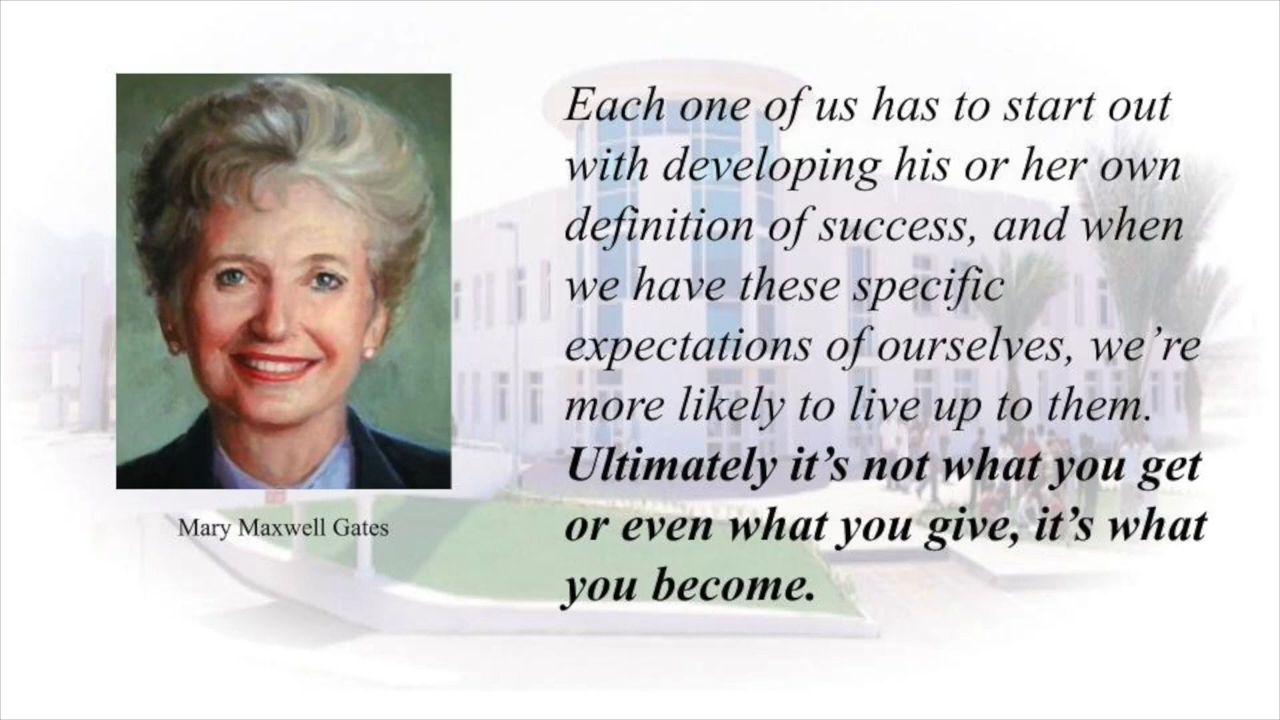 Each one of us has to start out
with developing his or her own
definition of success, and when
we have these specific
expectations of ourselves, we’re
more likely to live up to them.
Ultimately it’s not what you get
or even what you give, it’s what
you become.
Mary Maxwell Gates